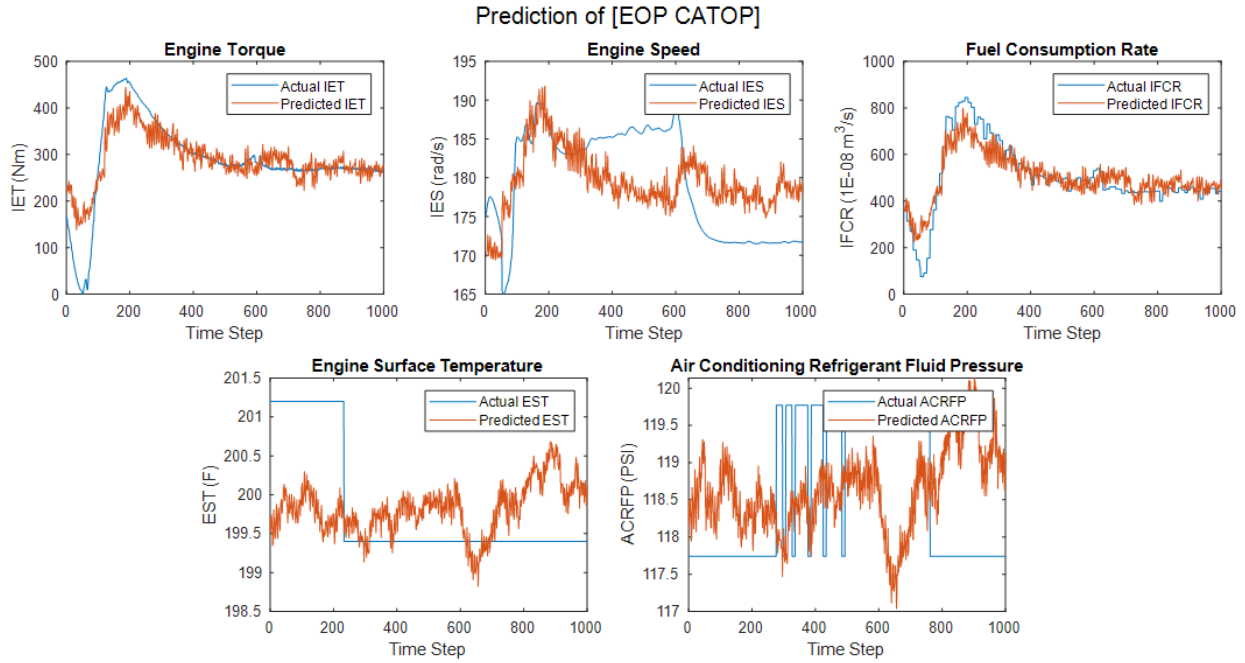 Prediction of [EOP CATOP]
Engine Torque
500
400
300
200
100
0
IET (Nm)
Actual IET
Predicted IET
0 200 400 600 800 1000
Time Step
Engine Speed
195
190
185
180
175
170
165
IES (rad/s)
Actual IES
Predicted IES
0 200 400 600 800 1000
Time Step
Fuel Consumption Rate
1000
800
600
400
200
0
IFCR (1E-08 m³/s)
Actual IFCR
Predicted IFCR
0 200 400 600 800 1000
Time Step
Engine Surface Temperature
201.5
201
200.5
200
199.5
199
198.5
EST (F)
Actual EST
Predicted EST
0 200 400 600 800 1000
Time Step
Air Conditioning Refrigerant Fluid Pressure
120
119.5
119
118.5
118
117.5
117
ACRFP (PSI)
Actual ACRFP
Predicted ACRFP
0 200 400 600 800 1000
Time Step